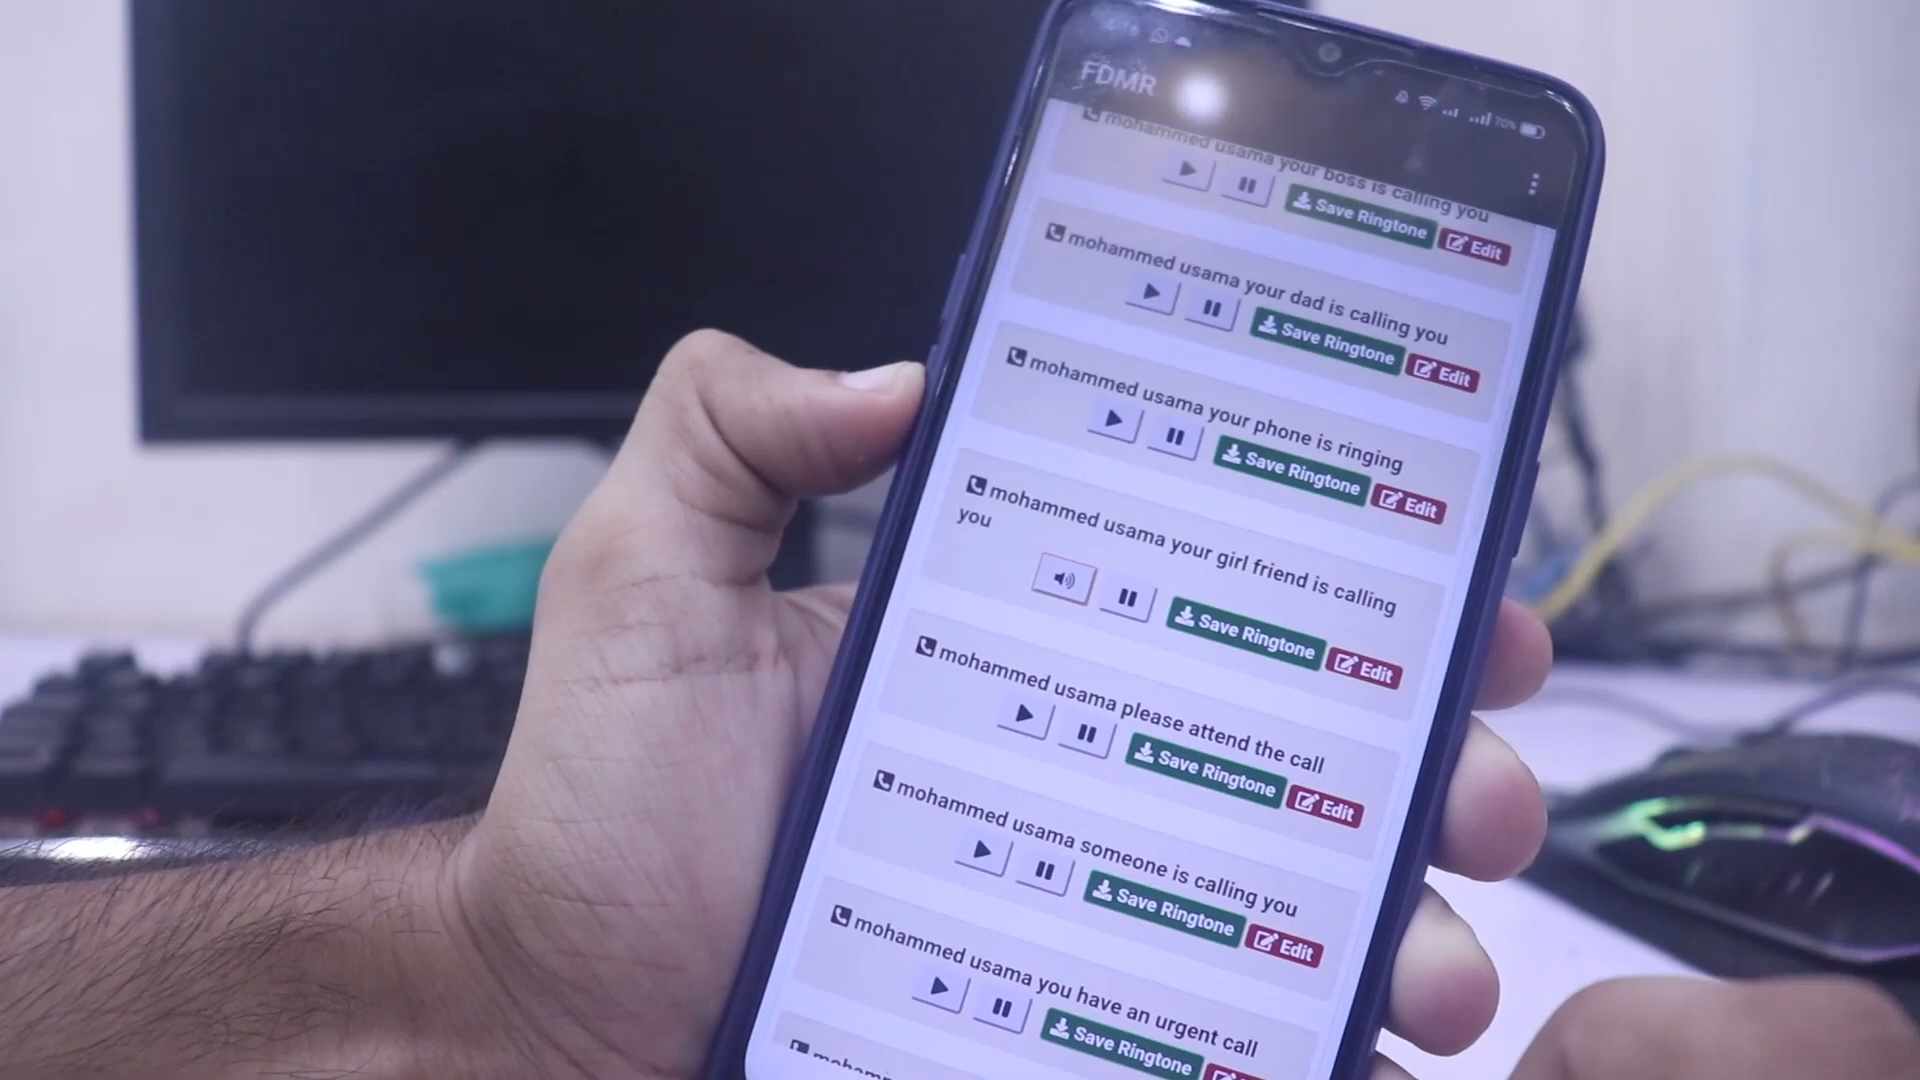 FDMR
70%
mohammed usama your boss is calling you
Save Ringtone Edit
mohammed usama your dad is calling you
Save Ringtone Edit
mohammed usama your phone is ringing
Save Ringtone Edit
mohammed usama your girl friend is calling
you
Save Ringtone Edit
mohammed usama please attend the call
Save Ringtone Edit
mohammed usama someone is calling you
Save Ringtone Edit
mohammed usama you have an urgent call
Save Ringtone